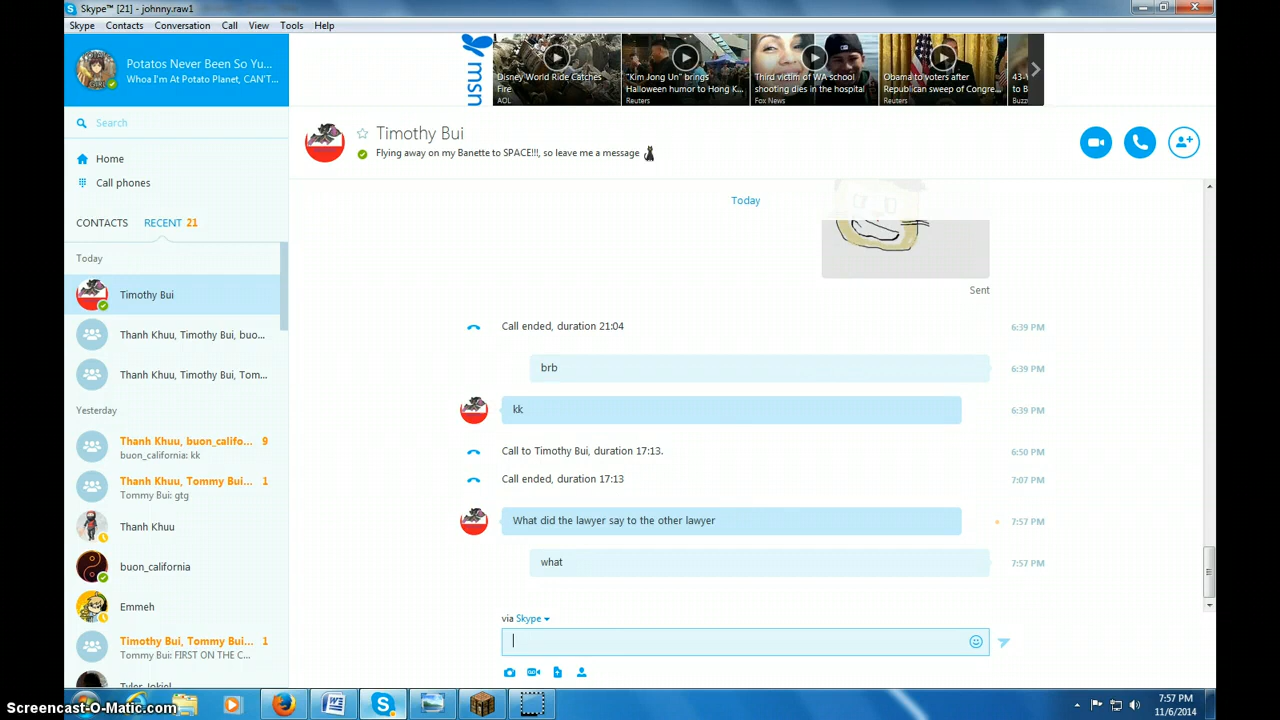 Skype™ [21] - johnny.raw1
Skype Contacts Conversation Call View Tools Help
Potatos Never Been So Yu...
Whoa I'm At Potato Planet, CAN'T...
Search
Home
Call phones
CONTACTS RECENT 21
Today
Timothy Bui
Thanh Khuu, Timothy Bui, buo...
Thanh Khuu, Timothy Bui, Tom...
Yesterday
Thanh Khuu, buon_califo... 9
buon_california: kk
Thanh Khuu, Tommy Bui,... 1
Tommy Bui: gtg
Thanh Khuu
buon_california
Emmeh
Timothy Bui, Tommy Bui... 1
Tommy Bui: FIRST ON THE C...
Tyler Jokiel
msn
Disney World Ride Catches
Fire
AOL
"Kim Jong Un" brings
Halloween humor to Hong K...
Reuters
Third victim of WA school
shooting dies in the hospital
Fox News
Obama to voters after
Republican sweep of Congre...
Reuters
43-
to B
Buzz
Timothy Bui
Flying away on my Banette to SPACE!!!, so leave me a message
Today
Sent
Call ended, duration 21:04 6:39 PM
brb 6:39 PM
kk 6:39 PM
Call to Timothy Bui, duration 17:13. 6:50 PM
Call ended, duration 17:13 7:07 PM
What did the lawyer say to the other lawyer 7:57 PM
what 7:57 PM
via Skype
7:57 PM
11/6/2014
Screencast-O-Matic.com